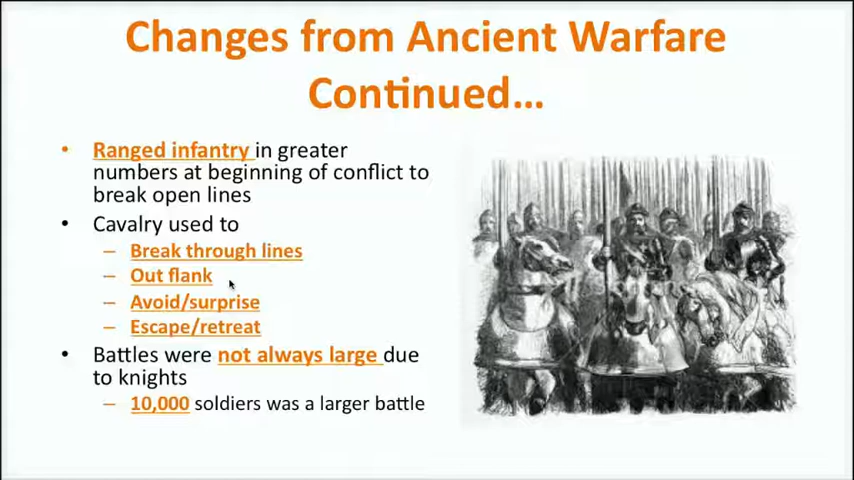 Changes from Ancient Warfare
Continued...
• Ranged infantry in greater
numbers at beginning of conflict to
break open lines
• Cavalry used to
– Break through lines
– Out flank
– Avoid/surprise
– Escape/retreat
• Battles were not always large due
to knights
– 10,000 soldiers was a larger battle